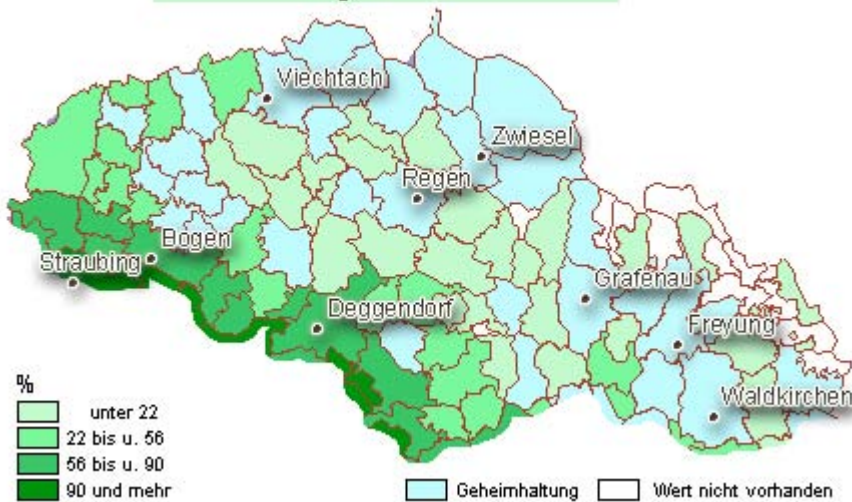 Viechtach
Zwiesel
Regen
Bogen
Straubing
Grafenau
Deggendorf
Freyung
Waldkirchen
%
unter 22
22 bis u. 56
56 bis u. 90
90 und mehr
Geheimhaltung
Wert nicht vorhanden